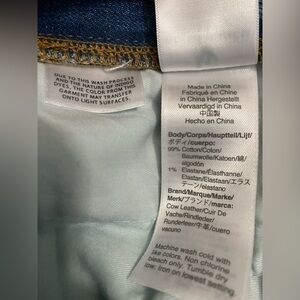 DUE TO THIS WASH PROCESS
AND THE NATURE OF INDIGO
DYES, THE COLOR FROM THIS
GARMENT MAY TRANSFER
ONTO LIGHT SURFACES.
Made in China
Fabriqué en Chine
in China Hergestellt
Vervaardigd in China
中国製
Hecho en China
Body/Corps/Hauptteil/Lijf/
ボディ/cuerpo:
99% Cotton/Coton/
Baumwolle/Katoen/綿/
algodón
1% Elastane/Élasthanne/
Elastan/Elastaan/エラス
テーン/elastano
Brand/Marque/Marke/
Merk/ブランド/marca:
Cow Leather/Cuir De
Vache/Rindleder/
Runderleer/牛革/cuero
vacuno
Machine wash cold with
like colors. Non chlorine
bleach only. Tumble dry
low. Iron on lowest setting